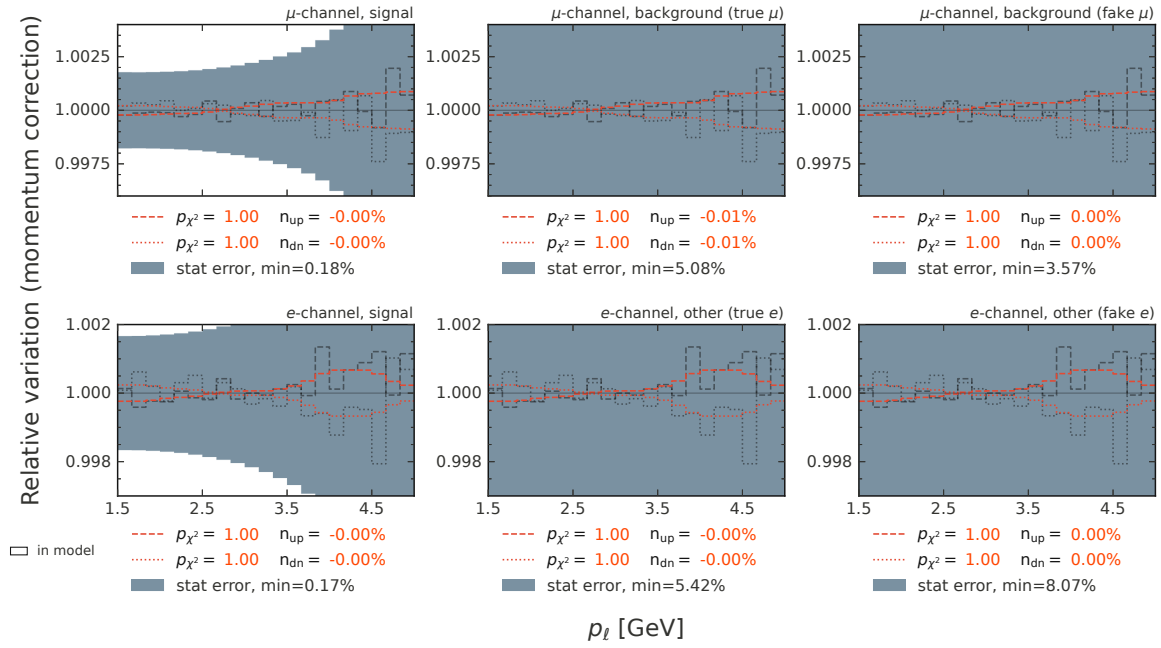 Relative variation (momentum correction)
μ-channel, signal
μ-channel, background (true μ)
μ-channel, background (fake μ)
1.0025
1.0000
0.9975
1.0025
1.0000
0.9975
1.0025
1.0000
0.9975
p_χ² = 1.00 n_up = -0.00%
p_χ² = 1.00 n_dn = -0.00%
stat error, min=0.18%
p_χ² = 1.00 n_up = -0.01%
p_χ² = 1.00 n_dn = -0.01%
stat error, min=5.08%
p_χ² = 1.00 n_up = 0.00%
p_χ² = 1.00 n_dn = 0.00%
stat error, min=3.57%
e-channel, signal
e-channel, other (true e)
e-channel, other (fake e)
1.002
1.000
0.998
1.5 2.5 3.5 4.5
1.002
1.000
0.998
1.5 2.5 3.5 4.5
1.002
1.000
0.998
1.5 2.5 3.5 4.5
in model
p_χ² = 1.00 n_up = -0.00%
p_χ² = 1.00 n_dn = -0.00%
stat error, min=0.17%
p_χ² = 1.00 n_up = -0.00%
p_χ² = 1.00 n_dn = -0.00%
stat error, min=5.42%
p_χ² = 1.00 n_up = 0.00%
p_χ² = 1.00 n_dn = 0.00%
stat error, min=8.07%
p_ℓ [GeV]